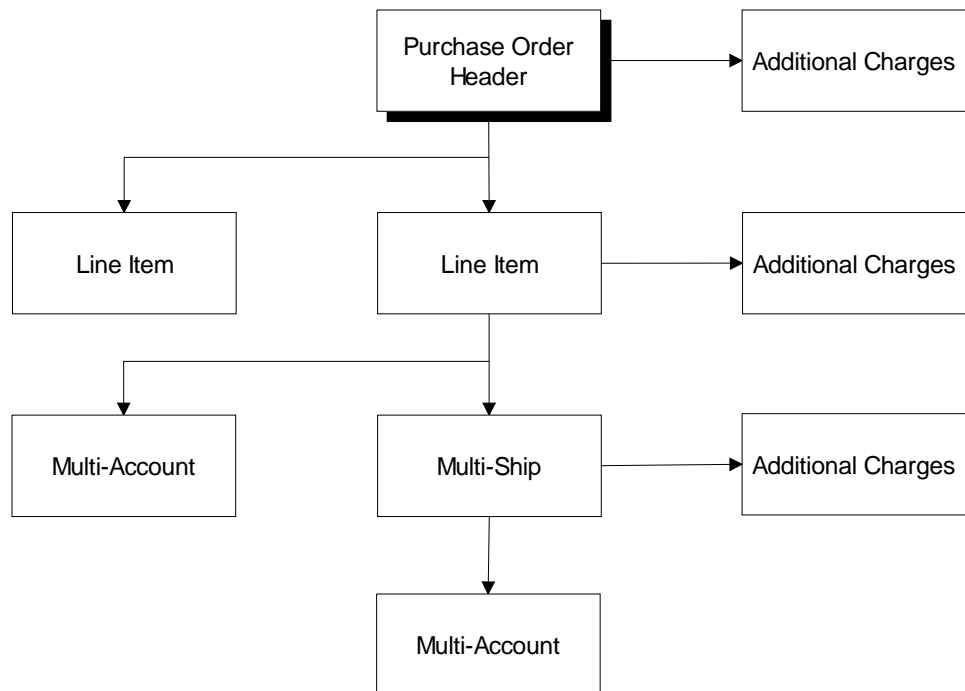 Purchase Order
Header
Additional Charges
Line Item
Line Item
Additional Charges
Multi-Account
Multi-Ship
Additional Charges
Multi-Account